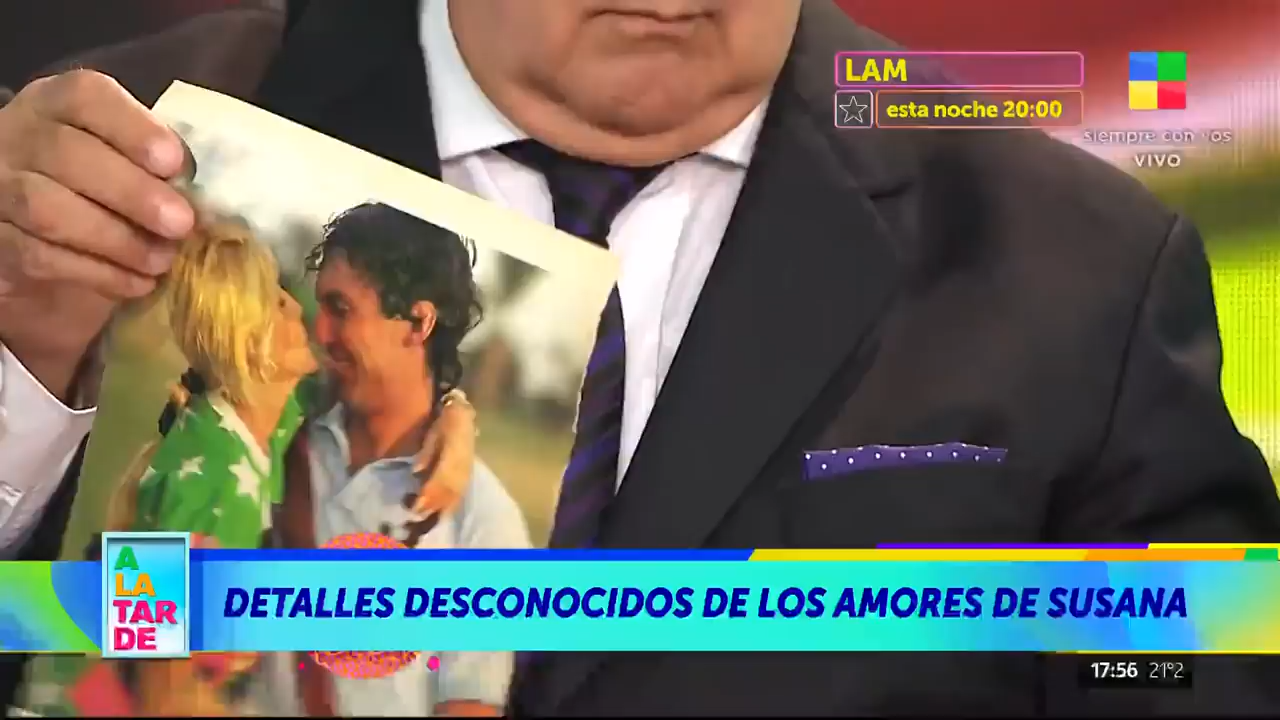 LAM
esta noche 20:00
siempre con vos
VIVO
A
LA
TAR
DE
DETALLES DESCONOCIDOS DE LOS AMORES DE SUSANA
17:56 21°2